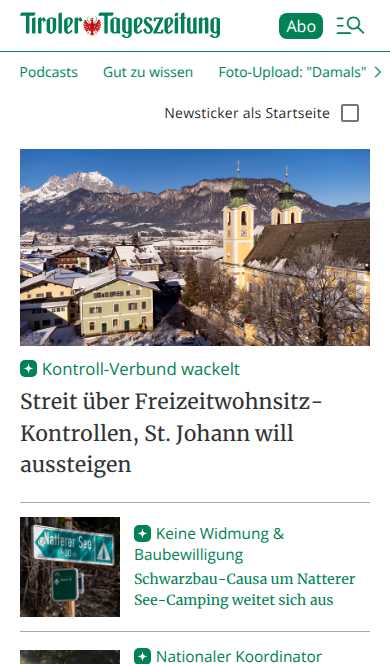 Tiroler Tageszeitung
Abo
Podcasts Gut zu wissen Foto-Upload: "Damals"
Newsticker als Startseite
Kontroll-Verbund wackelt
Streit über Freizeitwohnsitz-
Kontrollen, St. Johann will
aussteigen
Natterer See
Keine Widmung &
Baubewilligung
Schwarzbau-Causa um Natterer
See-Camping weitet sich aus
Nationaler Koordinator